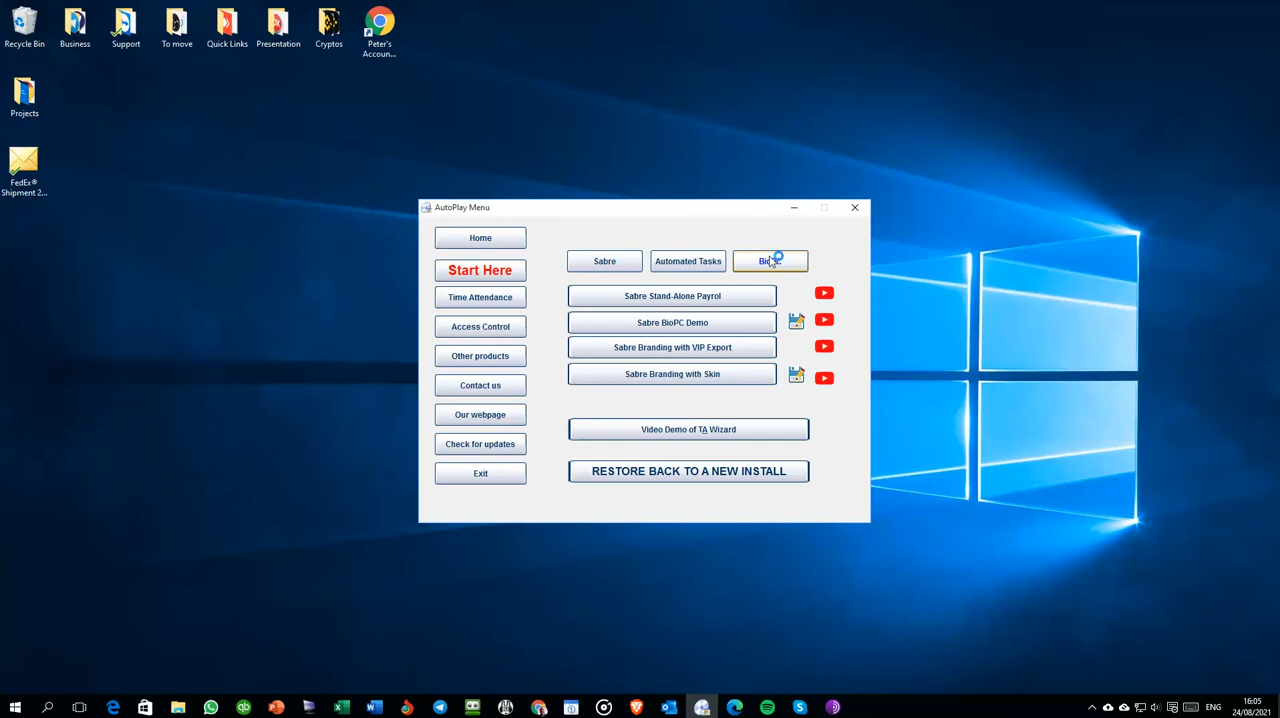 Recycle Bin
Business
Support
To move
Quick Links
Presentation
Cryptos
Peter's
Accoun...
Projects
FedEx®
Shipment 2...
AutoPlay Menu
Home
Start Here
Time Attendance
Access Control
Other products
Contact us
Our webpage
Check for updates
Exit
Sabre
Automated Tasks
Sabre Stand-Alone Payrol
Sabre BioPC Demo
Sabre Branding with VIP Export
Sabre Branding with Skin
Video Demo of TA Wizard
RESTORE BACK TO A NEW INSTALL
ENG
16:05
24/08/2021